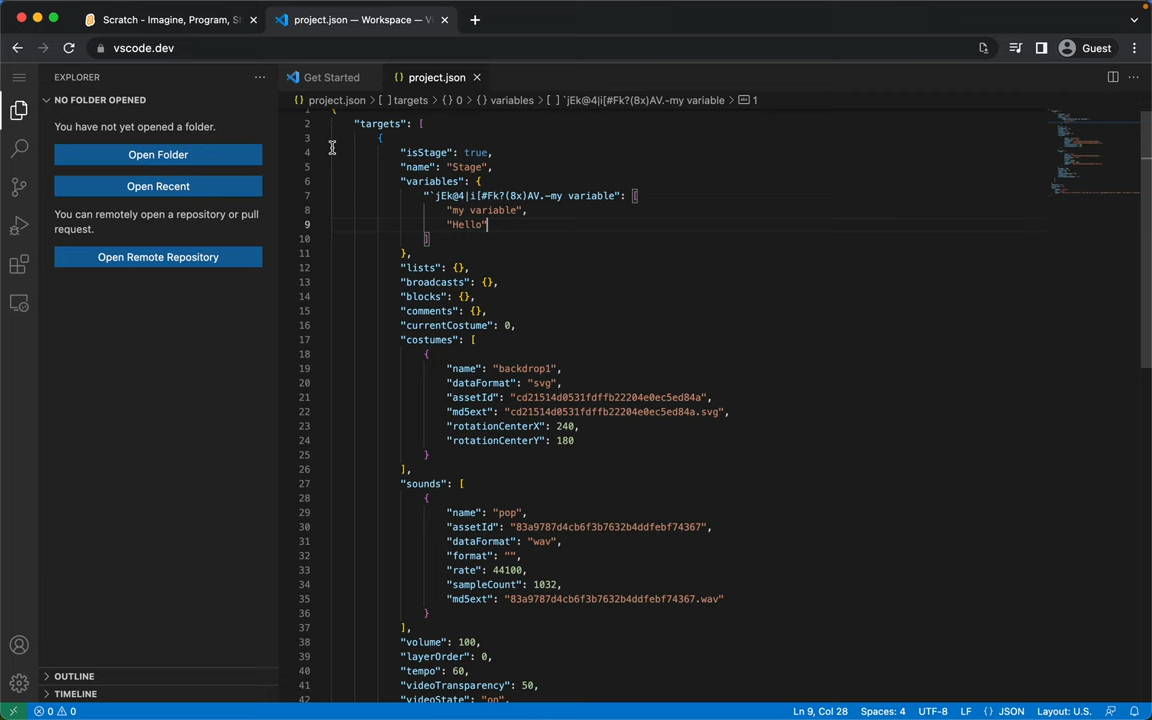 Scratch - Imagine, Program, Sh
project.json — Workspace — Vi
vscode.dev
Guest
EXPLORER
NO FOLDER OPENED
You have not yet opened a folder.
Open Folder
Open Recent
You can remotely open a repository or pull
request.
Open Remote Repository
OUTLINE
TIMELINE
Get Started
{} project.json
{} project.json > [ ] targets > {} 0 > {} variables > [ ] `jEk@4|i[#Fk?(8x)AV.-my variable > 1
1 {
2 "targets": [
3 {
4 "isStage": true,
5 "name": "Stage",
6 "variables": {
7 "`jEk@4|i[#Fk?(8x)AV.-my variable": [
8 "my variable",
9 "Hello"
10 ]
11 },
12 "lists": {},
13 "broadcasts": {},
14 "blocks": {},
15 "comments": {},
16 "currentCostume": 0,
17 "costumes": [
18 {
19 "name": "backdrop1",
20 "dataFormat": "svg",
21 "assetId": "cd21514d0531fdffb22204e0ec5ed84a",
22 "md5ext": "cd21514d0531fdffb22204e0ec5ed84a.svg",
23 "rotationCenterX": 240,
24 "rotationCenterY": 180
25 }
26 ],
27 "sounds": [
28 {
29 "name": "pop",
30 "assetId": "83a9787d4cb6f3b7632b4ddfebf74367",
31 "dataFormat": "wav",
32 "format": "",
33 "rate": 44100,
34 "sampleCount": 1032,
35 "md5ext": "83a9787d4cb6f3b7632b4ddfebf74367.wav"
36 }
37 ],
38 "volume": 100,
39 "layerOrder": 0,
40 "tempo": 60,
41 "videoTransparency": 50,
42 "videoState": "on",
0 0
Ln 9, Col 28 Spaces: 4 UTF-8 LF {} JSON Layout: U.S.